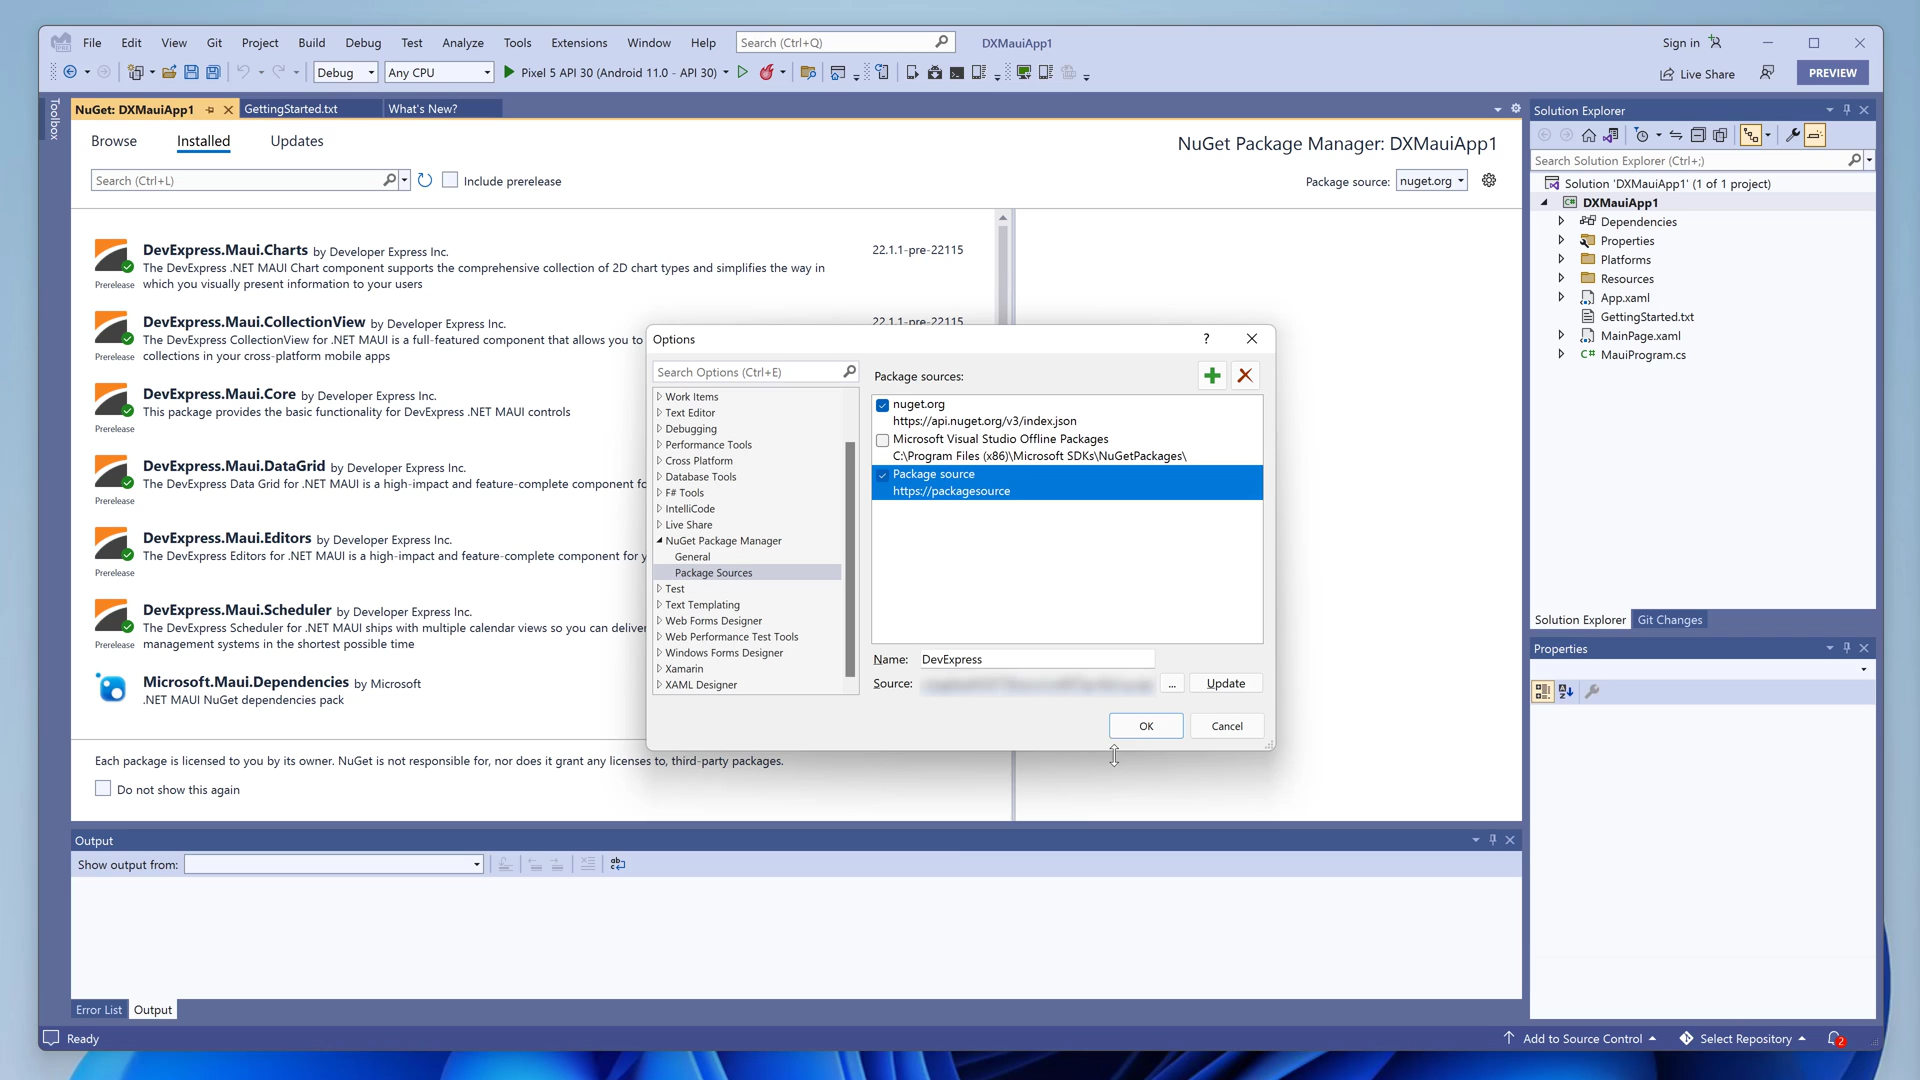 File Edit View Git Project Build Debug Test Analyze Tools Extensions Window Help Search (Ctrl+Q) DXMauiApp1 Sign in
Debug Any CPU Pixel 5 API 30 (Android 11.0 - API 30) Live Share PREVIEW
Toolbox
NuGet: DXMauiApp1 GettingStarted.txt What's New?
Browse Installed Updates
NuGet Package Manager: DXMauiApp1
Search (Ctrl+L) Include prerelease Package source: nuget.org
DevExpress.Maui.Charts by Developer Express Inc. 22.1.1-pre-22115
The DevExpress .NET MAUI Chart component supports the comprehensive collection of 2D chart types and simplifies the way in
Prerelease which you visually present information to your users
DevExpress.Maui.CollectionView by Developer Express Inc. 22.1.1-pre-22115
The DevExpress CollectionView for .NET MAUI is a full-featured component that allows you to
Prerelease collections in your cross-platform mobile apps
DevExpress.Maui.Core by Developer Express Inc.
This package provides the basic functionality for DevExpress .NET MAUI controls
Prerelease
DevExpress.Maui.DataGrid by Developer Express Inc.
The DevExpress Data Grid for .NET MAUI is a high-impact and feature-complete component fo
Prerelease
DevExpress.Maui.Editors by Developer Express Inc.
The DevExpress Editors for .NET MAUI is a high-impact and feature-complete component for y
Prerelease
DevExpress.Maui.Scheduler by Developer Express Inc.
The DevExpress Scheduler for .NET MAUI ships with multiple calendar views so you can deliver
Prerelease management systems in the shortest possible time
Microsoft.Maui.Dependencies by Microsoft
.NET MAUI NuGet dependencies pack
Each package is licensed to you by its owner. NuGet is not responsible for, nor does it grant any licenses to, third-party packages.
Do not show this again
Options ?
Search Options (Ctrl+E)
Work Items
Text Editor
Debugging
Performance Tools
Cross Platform
Database Tools
F# Tools
IntelliCode
Live Share
NuGet Package Manager
General
Package Sources
Test
Text Templating
Web Forms Designer
Web Performance Test Tools
Windows Forms Designer
Xamarin
XAML Designer
Package sources:
nuget.org
https://api.nuget.org/v3/index.json
Microsoft Visual Studio Offline Packages
C:\Program Files (x86)\Microsoft SDKs\NuGetPackages\
Package source
https://packagesource
Name: DevExpress
Source: ... Update
OK Cancel
Solution Explorer
Search Solution Explorer (Ctrl+;)
Solution 'DXMauiApp1' (1 of 1 project)
C# DXMauiApp1
Dependencies
Properties
Platforms
Resources
App.xaml
GettingStarted.txt
MainPage.xaml
C# MauiProgram.cs
Solution Explorer Git Changes
Properties
Output
Show output from:
Error List Output
Ready Add to Source Control Select Repository 2